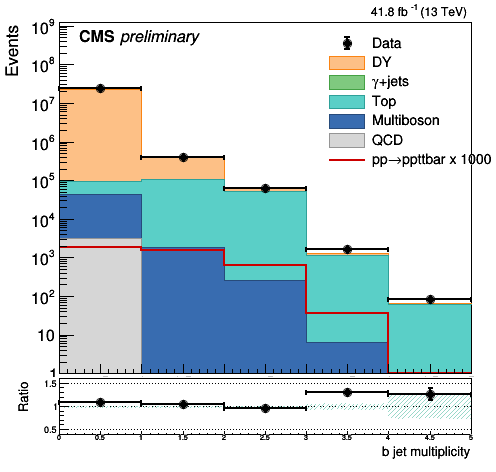 41.8 fb⁻¹ (13 TeV)
CMS preliminary
Events
10⁹
10⁸
10⁷
10⁶
10⁵
10⁴
10³
10²
10
1
Data
DY
γ+jets
Top
Multiboson
QCD
pp→ppttbar x 1000
Ratio
1.5
1
0.5
0 0.5 1 1.5 2 2.5 3 3.5 4 4.5 5
b jet multiplicity